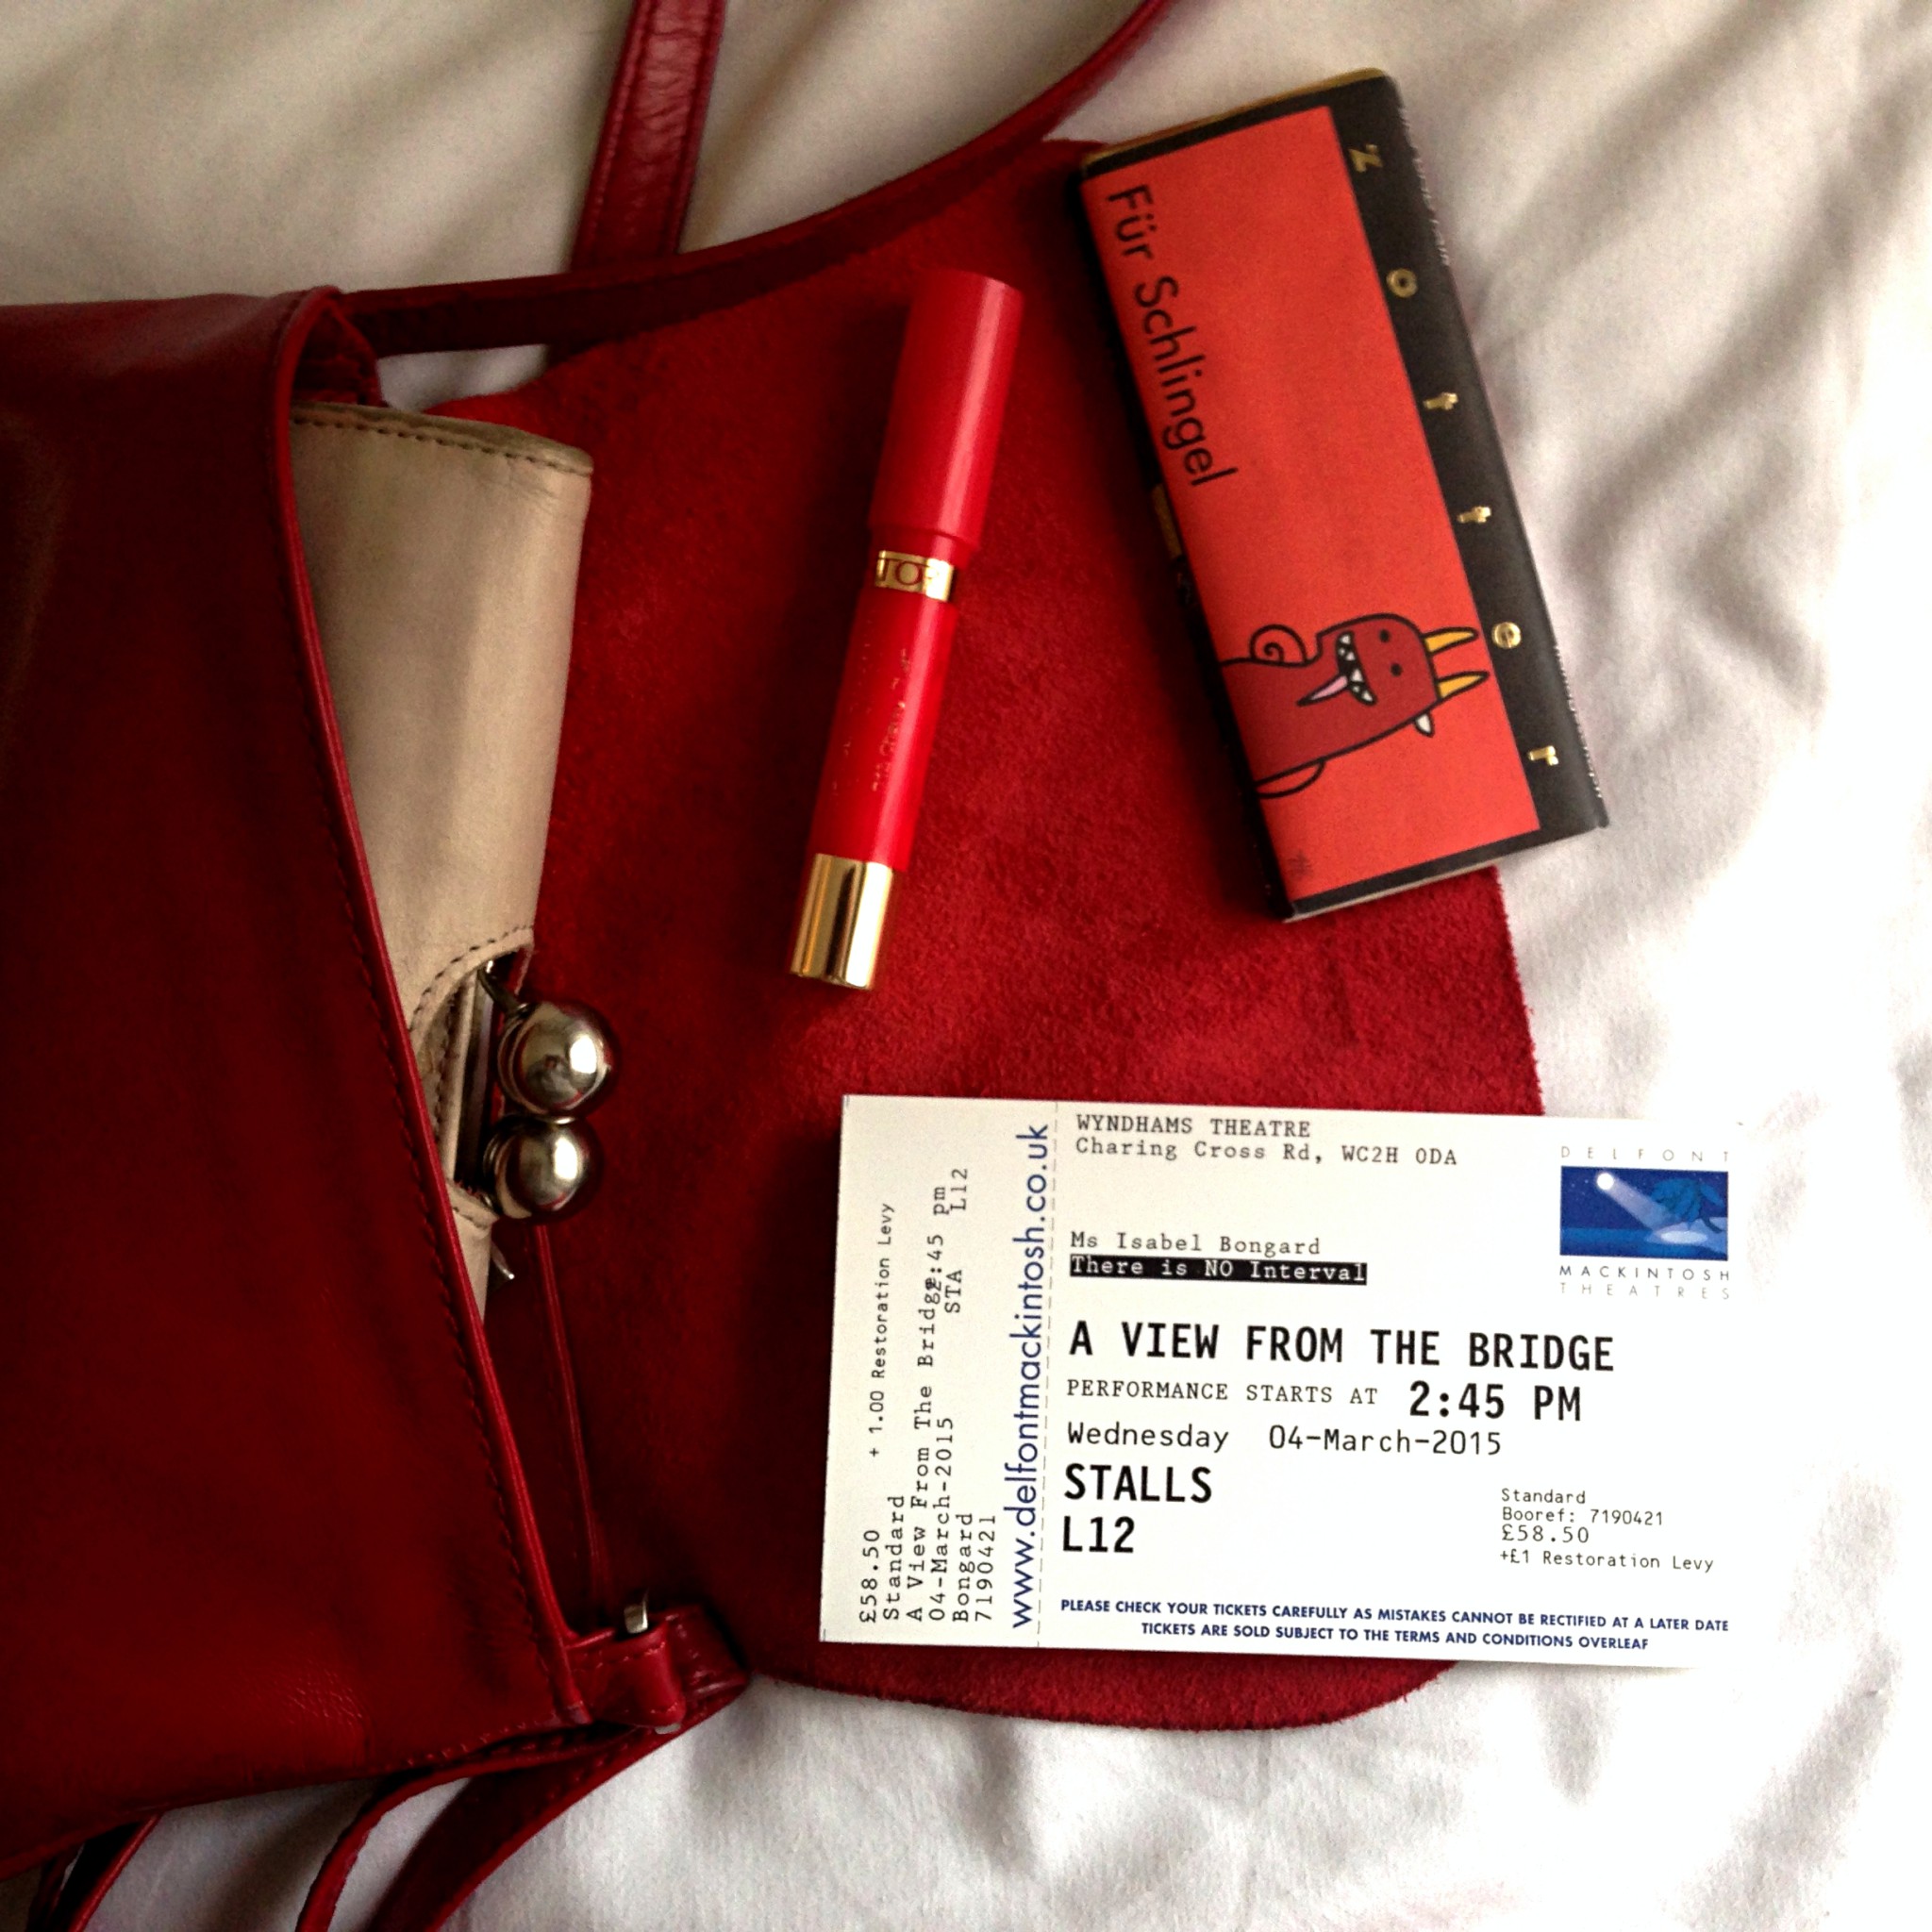 Für Schlingel
zotter
WYNDHAMS THEATRE
Charing Cross Rd, WC2H 0DA
Ms Isabel Bongard
There is NO Interval
DELFONT
MACKINTOSH
THEATRES
A VIEW FROM THE BRIDGE
PERFORMANCE STARTS AT 2:45 PM
Wednesday 04-March-2015
STALLS
L12
Standard
Booref: 7190421
£58.50
+£1 Restoration Levy
PLEASE CHECK YOUR TICKETS CAREFULLY AS MISTAKES CANNOT BE RECTIFIED AT A LATER DATE
TICKETS ARE SOLD SUBJECT TO THE TERMS AND CONDITIONS OVERLEAF
£58.50 + 1.00 Restoration Levy
Standard
A View From The Bridge
04-March-2015 2:45 pm
Bongard STA L12
7190421
www.delfontmackintosh.co.uk